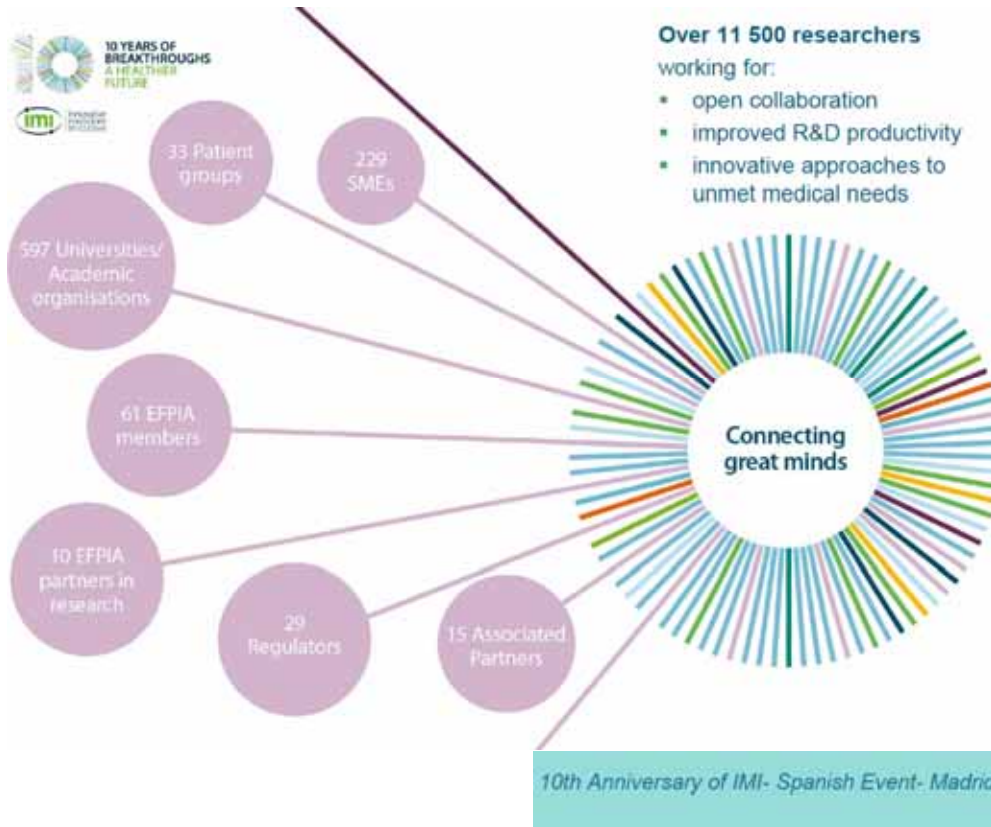 10 YEARS OF
BREAKTHROUGHS
A HEALTHIER
FUTURE
imi
Over 11 500 researchers
working for:
▪ open collaboration
▪ improved R&D productivity
▪ innovative approaches to
unmet medical needs
33 Patient
groups
229
SMEs
597 Universities/
Academic
organisations
61 EFPIA
members
10 EFPIA
partners in
research
29
Regulators
15 Associated
Partners
Connecting
great minds
10th Anniversary of IMI- Spanish Event- Madrid